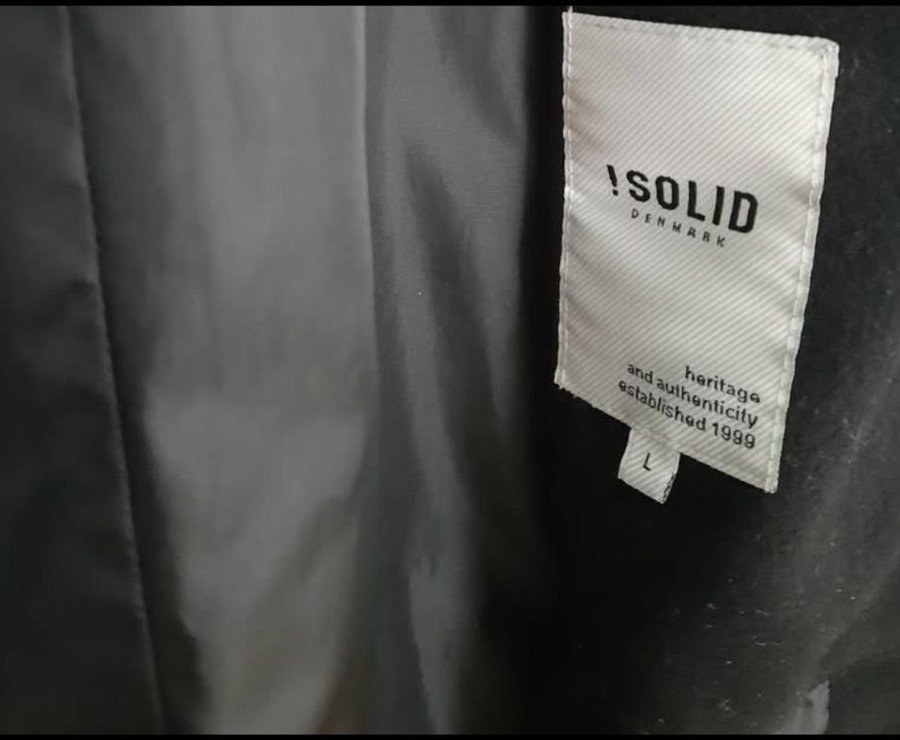 !SOLID
DENMARK
heritage
and authenticity
established 1999
L